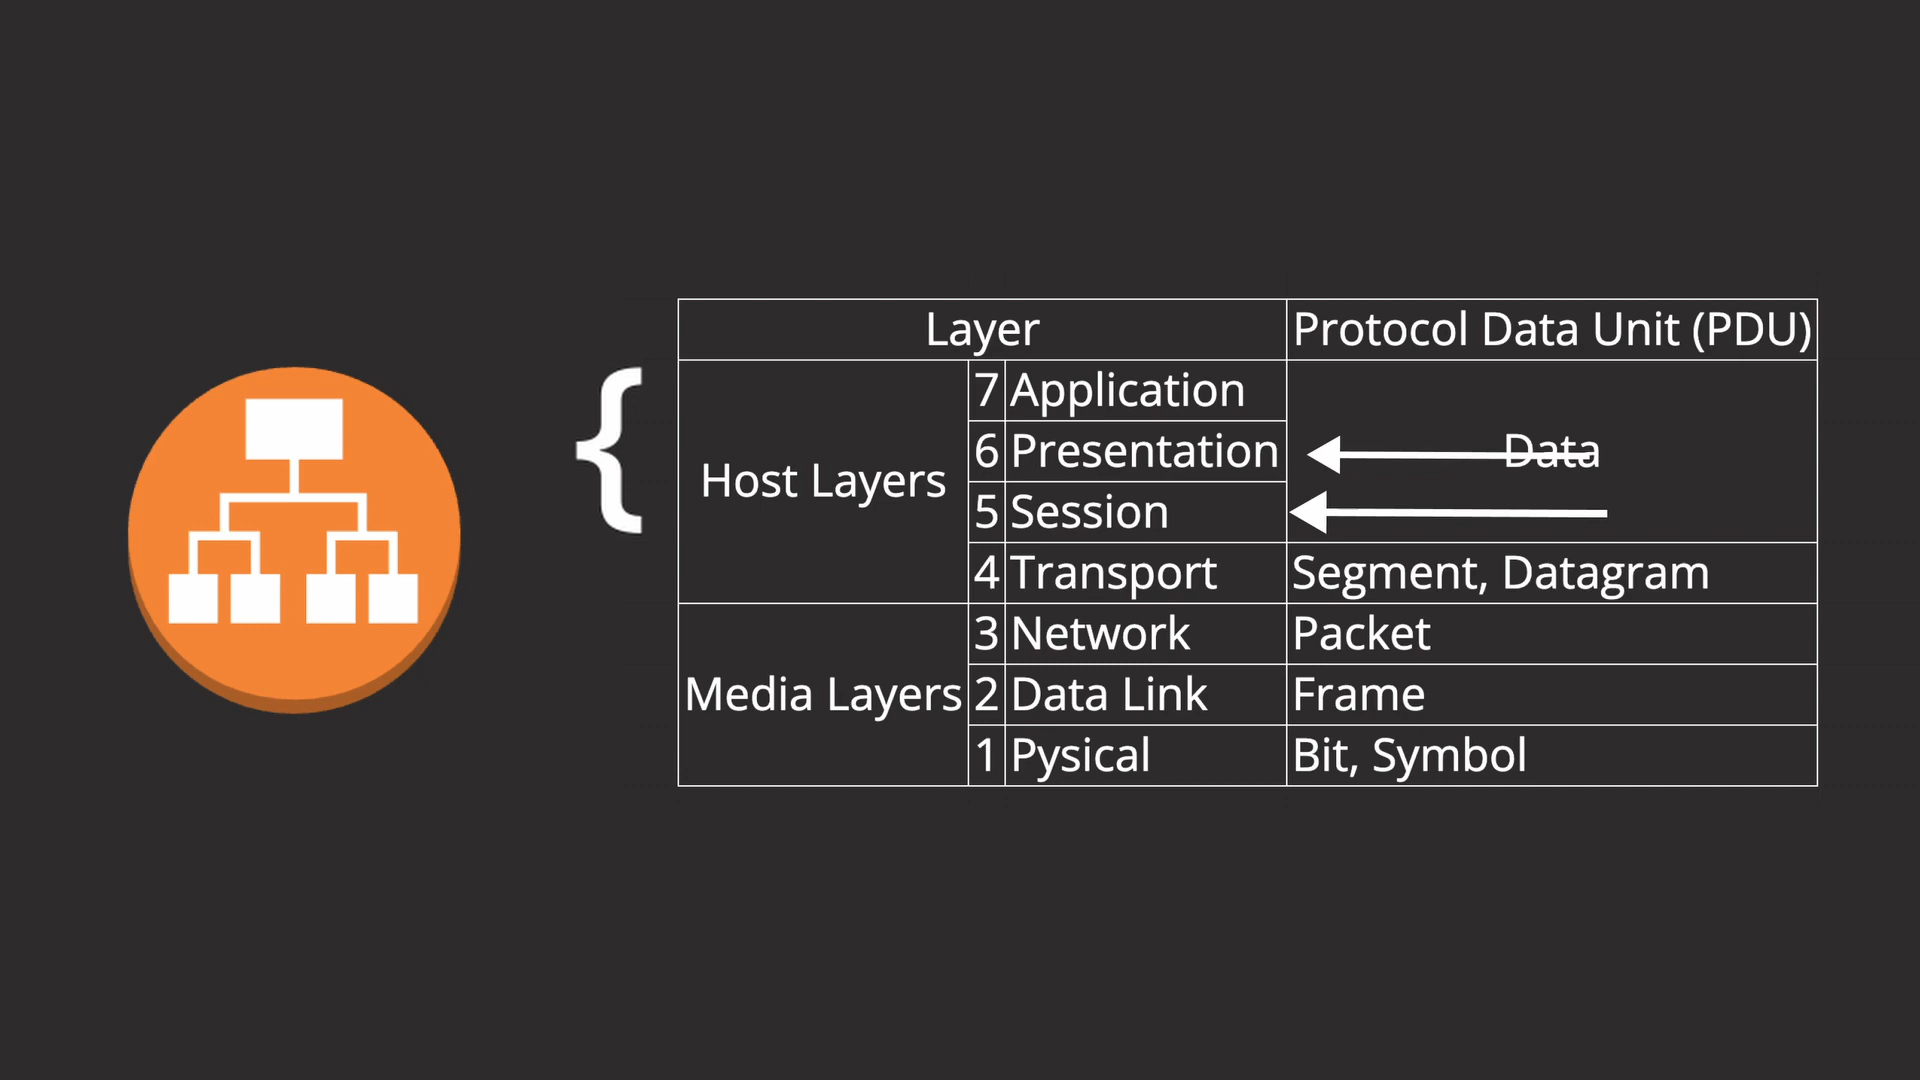 {
Layer Protocol Data Unit (PDU)
Host Layers
7 Application
6 Presentation Data
5 Session
4 Transport Segment, Datagram
Media Layers
3 Network Packet
2 Data Link Frame
1 Pysical Bit, Symbol